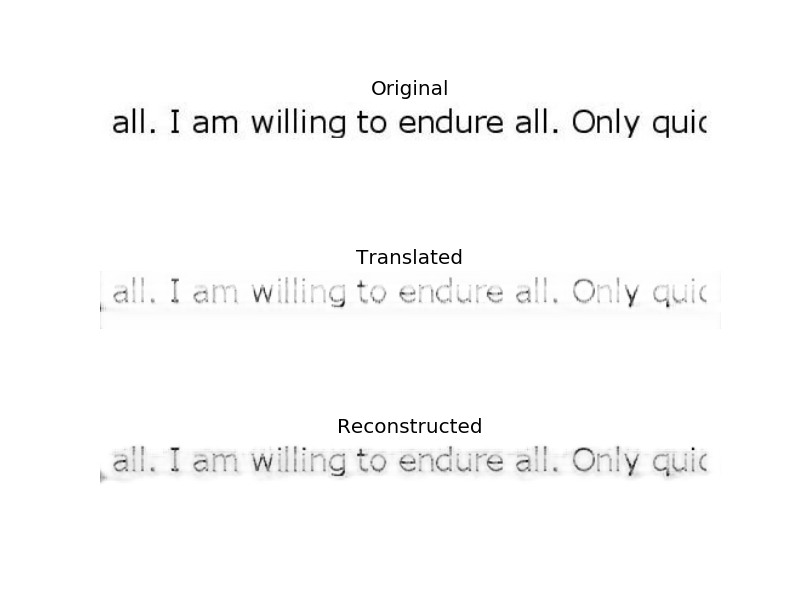 Original
all. I am willing to endure all. Only quic
Translated
all. I am willing to endure all. Only quic
Reconstructed
all. I am willing to endure all. Only quic